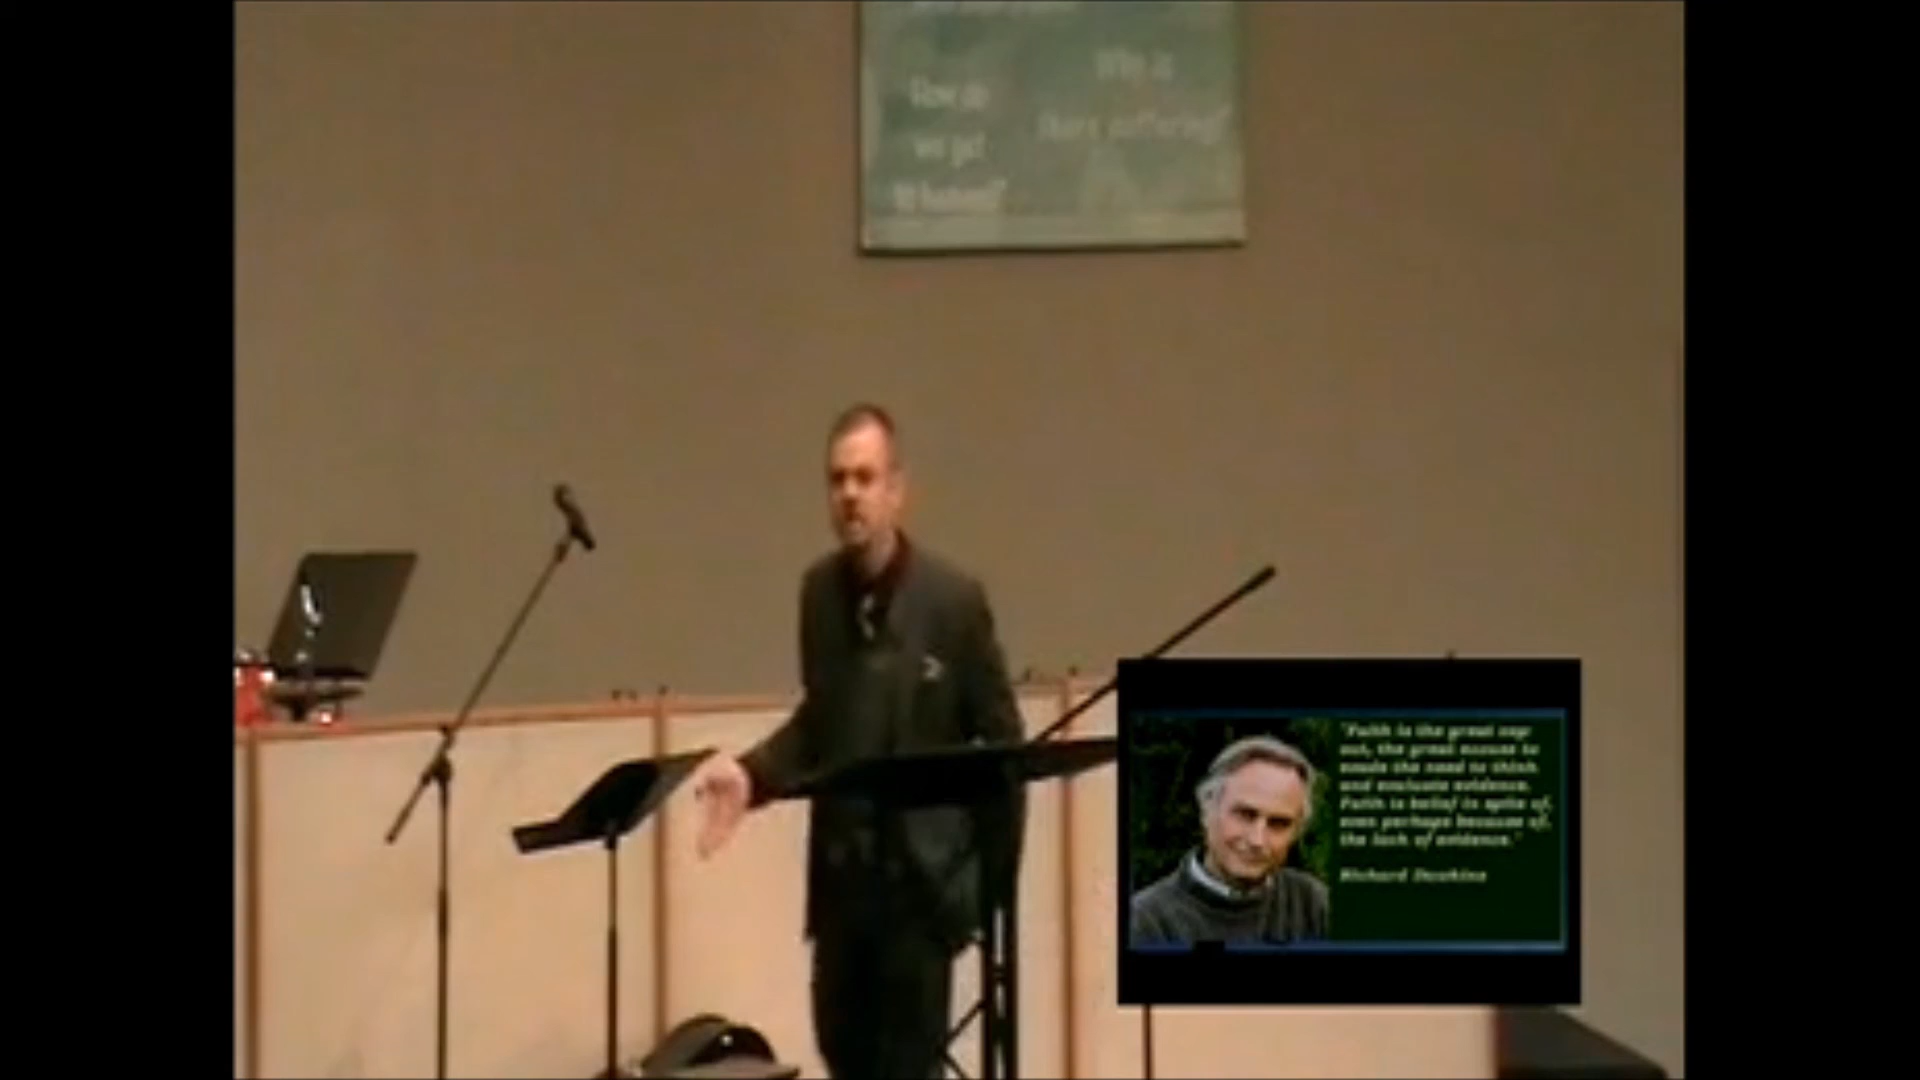 Why is
How do
there suffering?
we get
to heaven?
"Faith is the great cop
out, the great excuse to
evade the need to think
and evaluate evidence.
Faith is belief in spite of,
even perhaps because of,
the lack of evidence."
Richard Dawkins